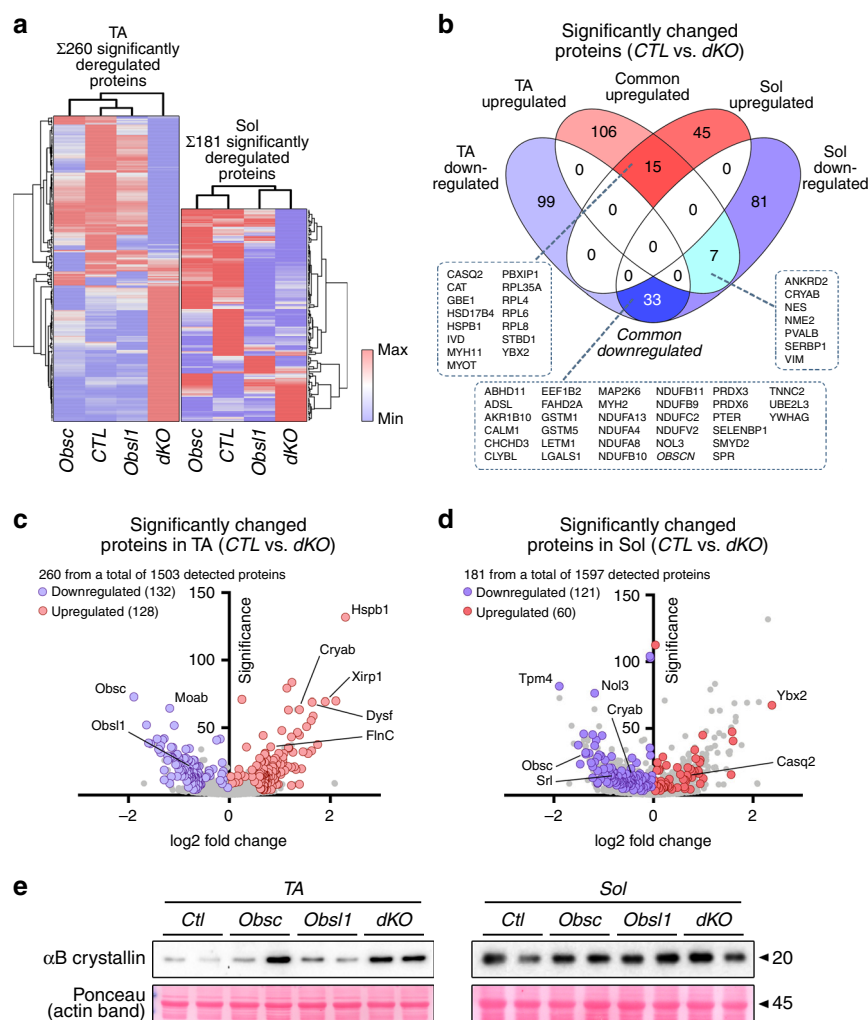 a
TA
Σ260 significantly
deregulated
proteins
Sol
Σ181 significantly
deregulated
proteins
Max
Min
Obsc
CTL
Obsl1
dKO
Obsc
CTL
Obsl1
dKO
b
Significantly changed
proteins (CTL vs. dKO)
TA
upregulated
Common
upregulated
Sol
upregulated
TA
down-
regulated
Sol
down-
regulated
106
45
0
15
0
99
81
0
0
0
0
7
0
0
33
Common
downregulated
CASQ2 PBXIP1
CAT RPL35A
GBE1 RPL4
HSD17B4 RPL6
HSPB1 RPL8
IVD STBD1
MYH11 YBX2
MYOT
ANKRD2
CRYAB
NES
NME2
PVALB
SERBP1
VIM
ABHD11 EEF1B2 MAP2K6 NDUFB11 PRDX3 TNNC2
ADSL FAHD2A MYH2 NDUFB9 PRDX6 UBE2L3
AKR1B10 GSTM1 NDUFA13 NDUFC2 PTER YWHAG
CALM1 GSTM5 NDUFA4 NDUFV2 SELENBP1
CHCHD3 LETM1 NDUFA8 NOL3 SMYD2
CLYBL LGALS1 NDUFB10 OBSCN SPR
c
Significantly changed
proteins in TA (CTL vs. dKO)
260 from a total of 1503 detected proteins
Downregulated (132)
Upregulated (128)
150
100
50
Significance
Hspb1
Cryab
Xirp1
Dysf
FlnC
Obsc
Moab
Obsl1
−2
0
2
log2 fold change
d
Significantly changed
proteins in Sol (CTL vs. dKO)
181 from a total of 1597 detected proteins
Downregulated (121)
Upregulated (60)
150
100
50
Significance
Tpm4
Nol3
Cryab
Ybx2
Obsc
Srl
Casq2
−2
0
2
log2 fold change
e
TA
Sol
Ctl
Obsc
Obsl1
dKO
Ctl
Obsc
Obsl1
dKO
αB crystallin
◄20
Ponceau
(actin band)
◄45